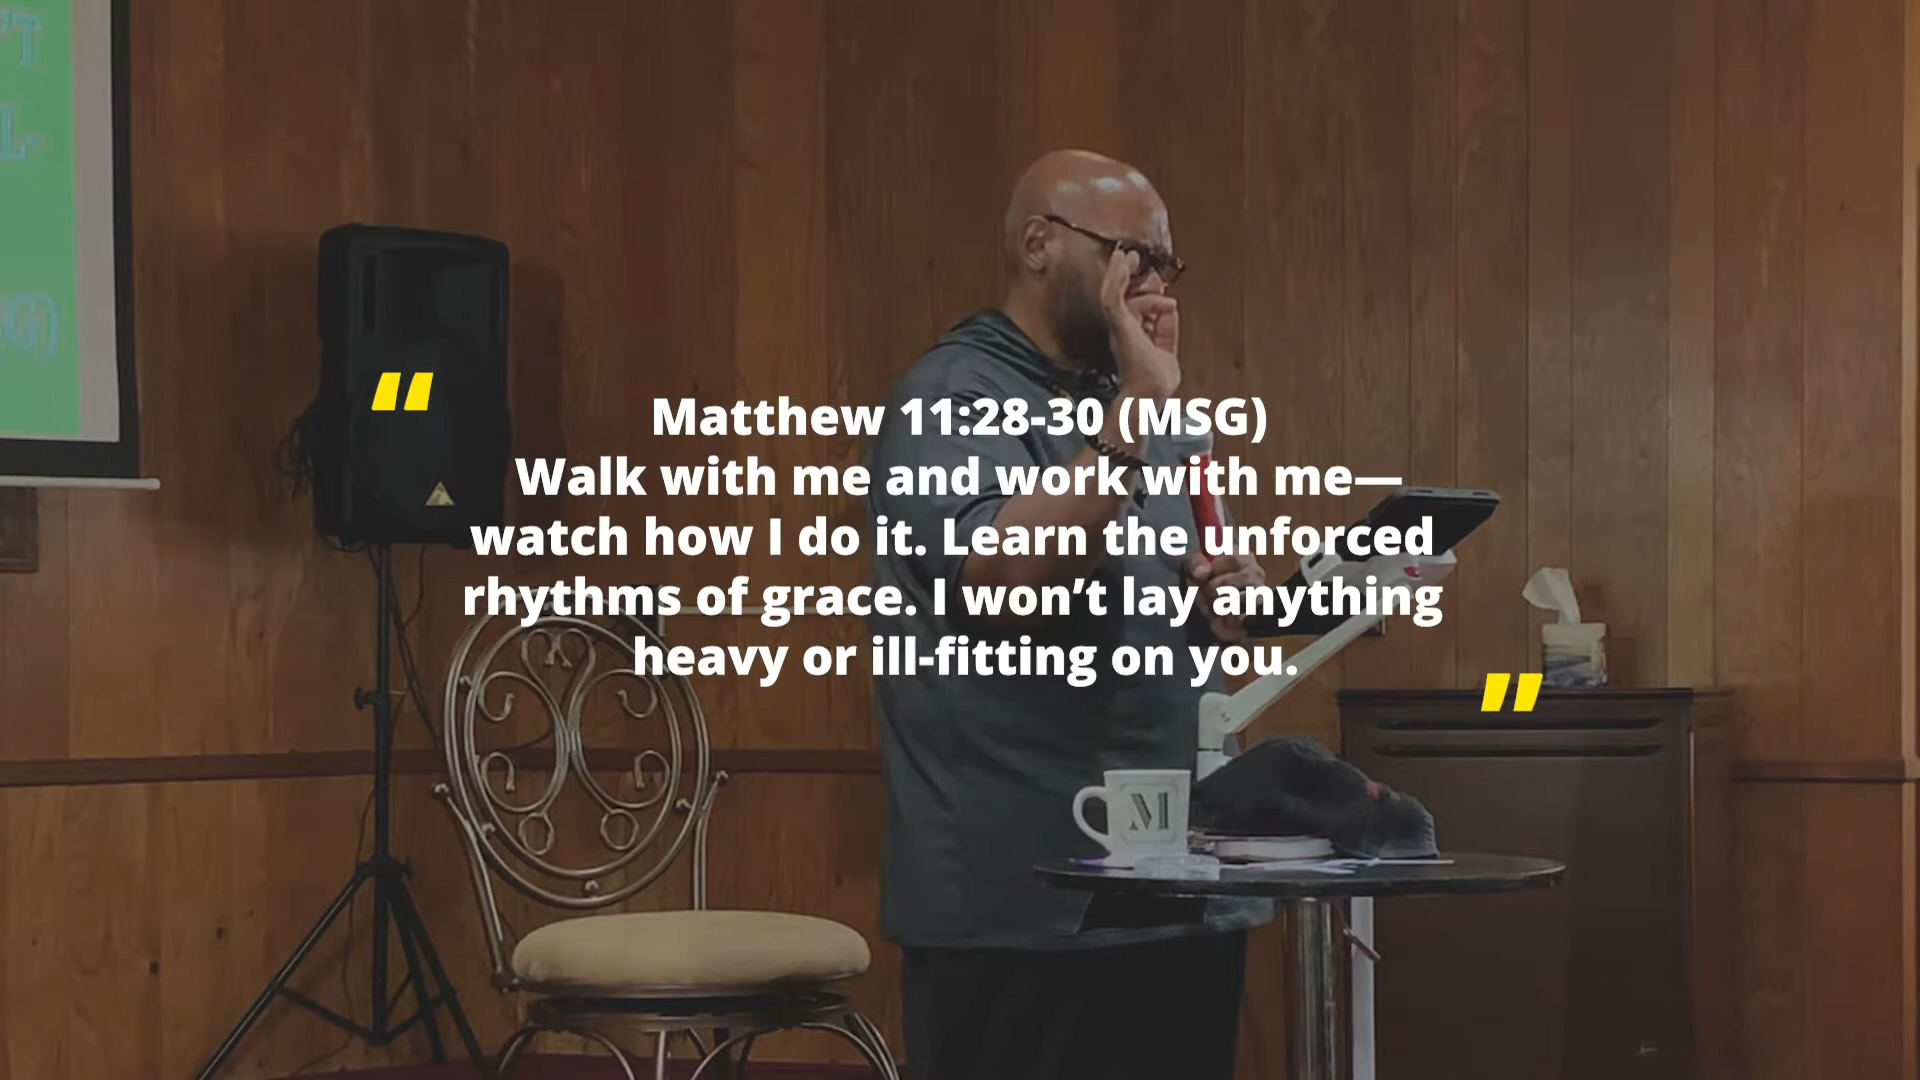 T
L-
G)
“
Matthew 11:28-30 (MSG)
Walk with me and work with me—
watch how I do it. Learn the unforced
rhythms of grace. I won’t lay anything
heavy or ill-fitting on you.
”
M